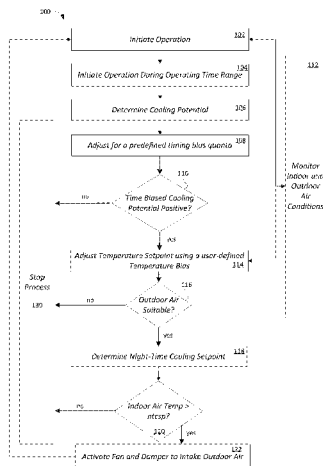 100
Initiate Operation 102
Initiate Operation During Operating Time Range 104
Determine Cooling Potential 106
Adjust for a predefined timing bias quanta 108
110
Time Biased Cooling
Potential Positive?
no
yes
Adjust Temperature Setpoint using a user-defined
Temperature Bias 114
112
Monitor
Indoor and
Outdoor
Air
Conditions
116
Outdoor Air
Suitable?
no
yes
Stop
Process
130
Determine Night-Time Cooling Setpoint 118
Indoor Air Temp >
ntcsp?
120
no
yes
Activate Fan and Damper to Intake Outdoor Air 122